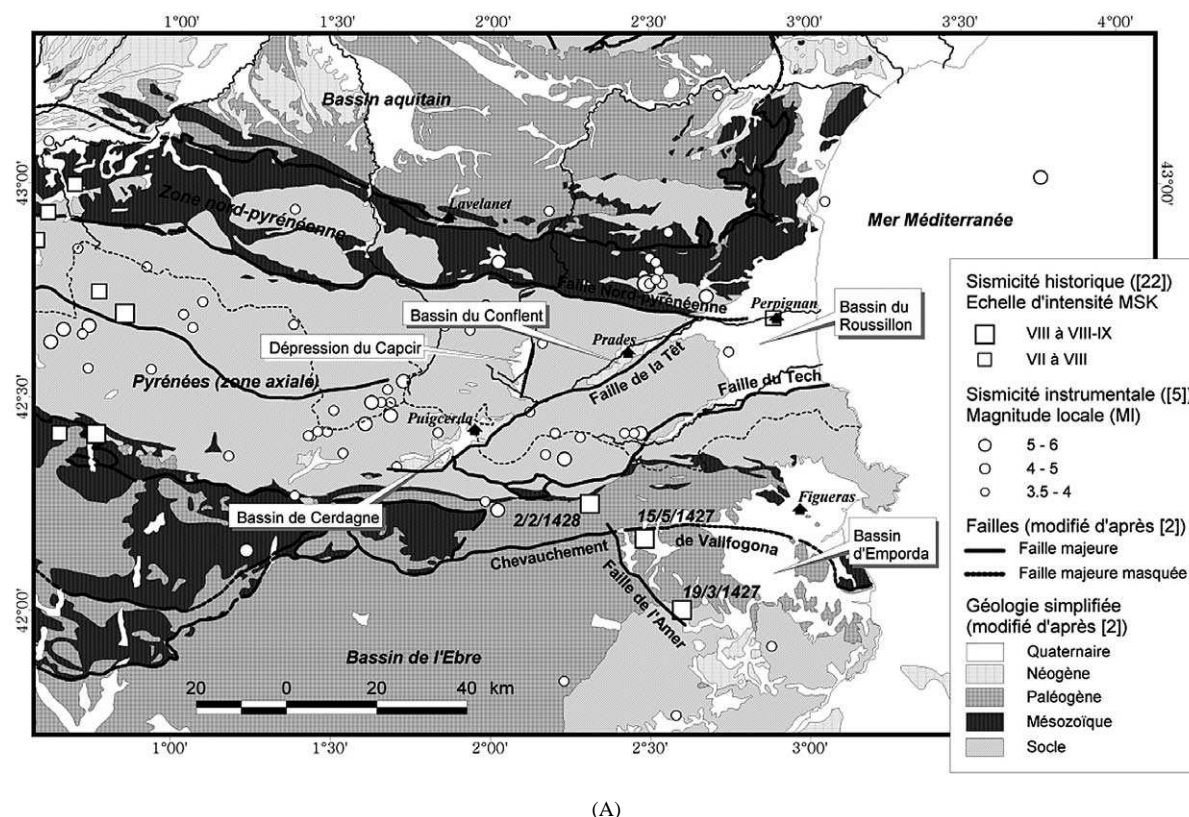 1°00' 1°30' 2°00' 2°30' 3°00' 3°30' 4°00'
Bassin aquitain
43°00'
43°00'
Zone nord-pyrénéenne
Lavelanet
Mer Méditerranée
Faille Nord-pyrénéenne
Perpignan
Bassin du
Roussillon
Bassin du Conflent
Prades
Dépression du Capcir
Faille de la Têt
Faille du Tech
Pyrénées (zone axiale)
42°30'
Puigcerda
Bassin de Cerdagne
Figueras
2/2/1428
15/5/1427
Chevauchement
de Vallfogona
Bassin
d'Emporda
19/3/1427
Faille de l'Amer
42°00'
Bassin de l'Ebre
20 0 20 40 km
1°00' 1°30' 2°00' 2°30' 3°00'
Sismicité historique ([22])
Echelle d'intensité MSK
VIII à VIII-IX
VII à VIII
Sismicité instrumentale ([5])
Magnitude locale (Ml)
5 - 6
4 - 5
3.5 - 4
Failles (modifié d'après [2])
Faille majeure
Faille majeure masquée
Géologie simplifiée
(modifié d'après [2])
Quaternaire
Néogène
Paléogène
Mésozoïque
Socle
(A)